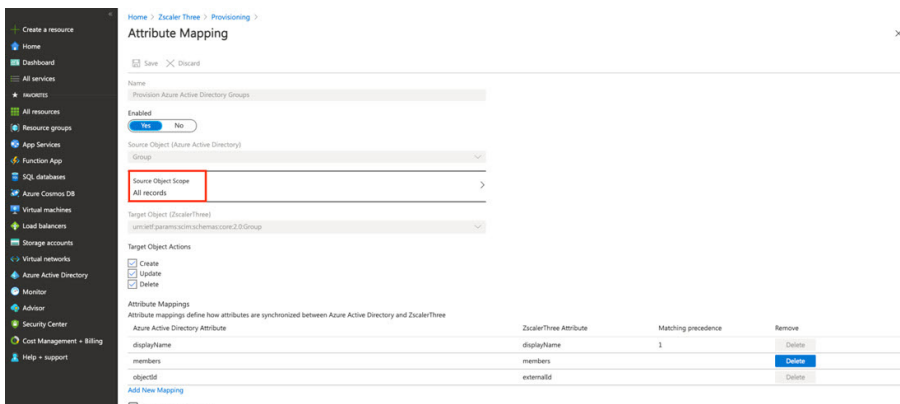 Home > Zscaler Three > Provisioning >
Attribute Mapping
Create a resource
Home
Dashboard
All services
FAVORITES
All resources
Resource groups
App Services
Function App
SQL databases
Azure Cosmos DB
Virtual machines
Load balancers
Storage accounts
Virtual networks
Azure Active Directory
Monitor
Advisor
Security Center
Cost Management + Billing
Help + support
Save Discard
Name
Provision Azure Active Directory Groups
Enabled
Yes No
Source Object (Azure Active Directory)
Group
Source Object Scope
All records
Target Object (ZscalerThree)
urn:ietf:params:scim:schemas:core:2.0:Group
Target Object Actions
Create
Update
Delete
Attribute Mappings
Attribute mappings define how attributes are synchronized between Azure Active Directory and ZscalerThree
Azure Active Directory Attribute ZscalerThree Attribute Matching precedence Remove
displayName displayName 1 Delete
members members Delete
objectId externalId Delete
Add New Mapping